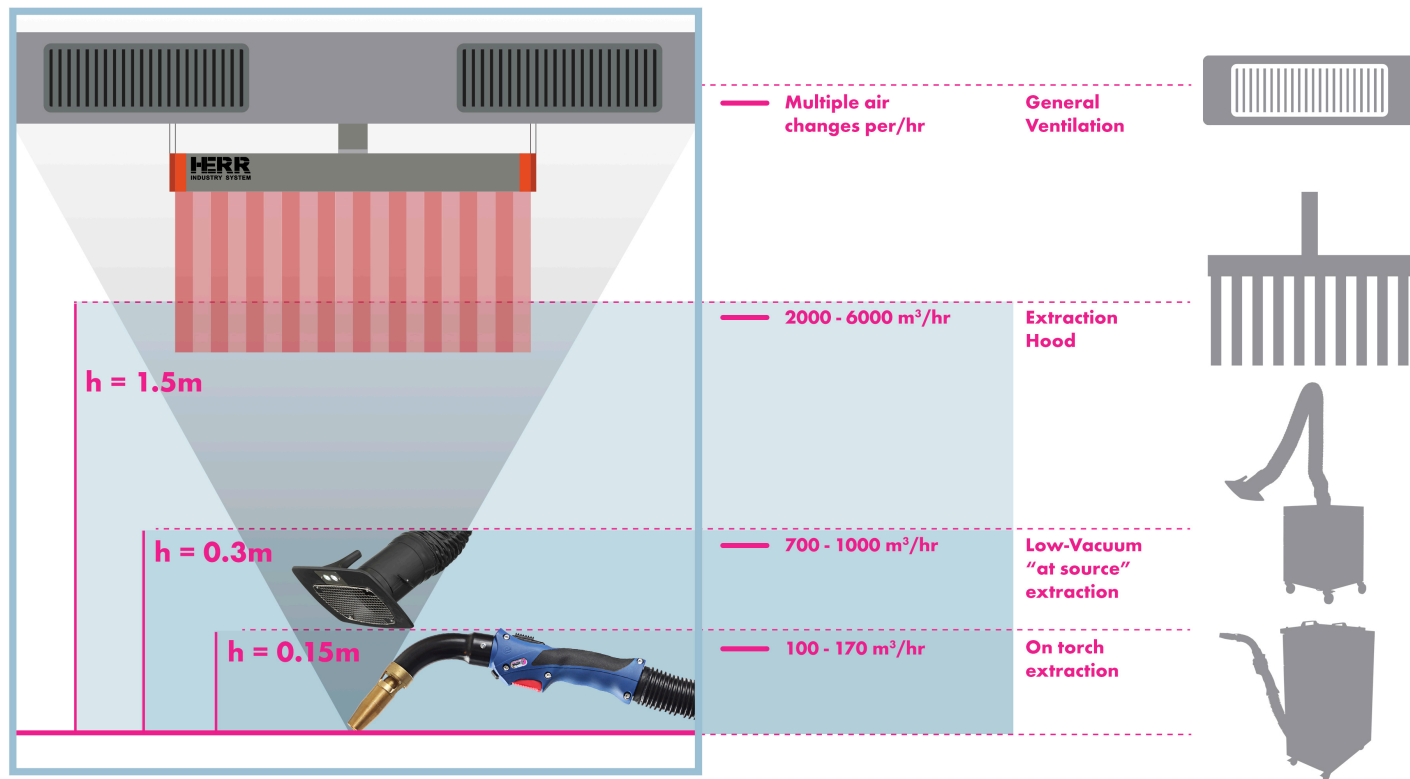 HERR
INDUSTRY SYSTEM
Multiple air
changes per/hr
General
Ventilation
h = 1.5m
2000 - 6000 m³/hr
Extraction
Hood
h = 0.3m
700 - 1000 m³/hr
Low-Vacuum
“at source”
extraction
h = 0.15m
100 - 170 m³/hr
On torch
extraction